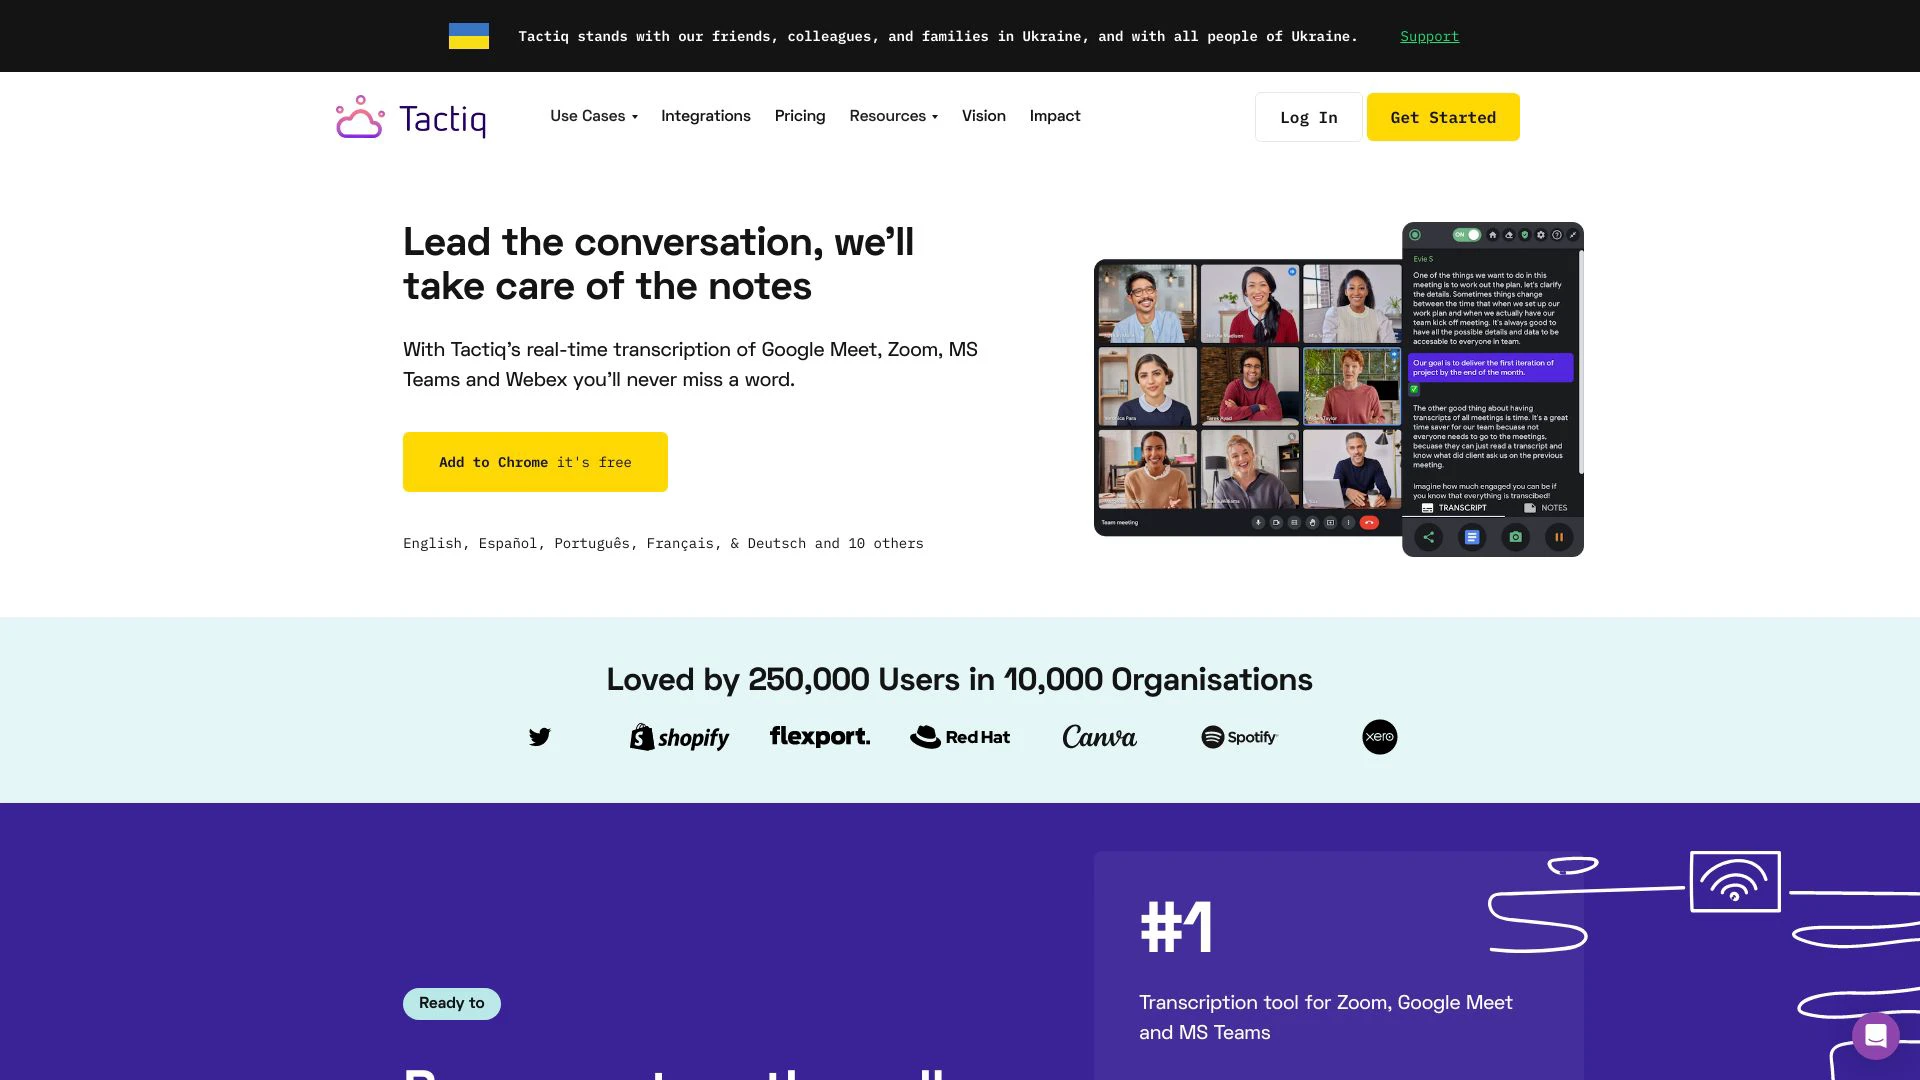 Tactiq stands with our friends, colleagues, and families in Ukraine, and with all people of Ukraine.
Support
Tactiq
Use Cases
Integrations
Pricing
Resources
Vision
Impact
Log In
Get Started
Lead the conversation, we'll
take care of the notes
With Tactiq's real-time transcription of Google Meet, Zoom, MS
Teams and Webex you'll never miss a word.
Add to Chrome it's free
English, Español, Português, Français, & Deutsch and 10 others
Team meeting
ON
Evie S
One of the things we want to do in this
meeting is to work out the plan, let's clarify
the details. Sometimes things change
between the time that when we set up our
work plan and when we actually have our
team kick off meeting. It's always good to
have all the possible details and data to be
accesable to everyone in team.
Our goal is to deliver the first iteration of
project by the end of the month.
The other good thing about having
transcripts of all meetings is time. It's a great
time saver for our team becuase not
everyone needs to go to the meetings,
becuase they can just read a transcript and
know what did client ask us on the previous
meeting.
Imagine how much engaged you can be if
you know that everything is transcibed!
TRANSCRIPT
NOTES
Loved by 250,000 Users in 10,000 Organisations
shopify
flexport.
Red Hat
Canva
Spotify
xero
Ready to
#1
Transcription tool for Zoom, Google Meet
and MS Teams